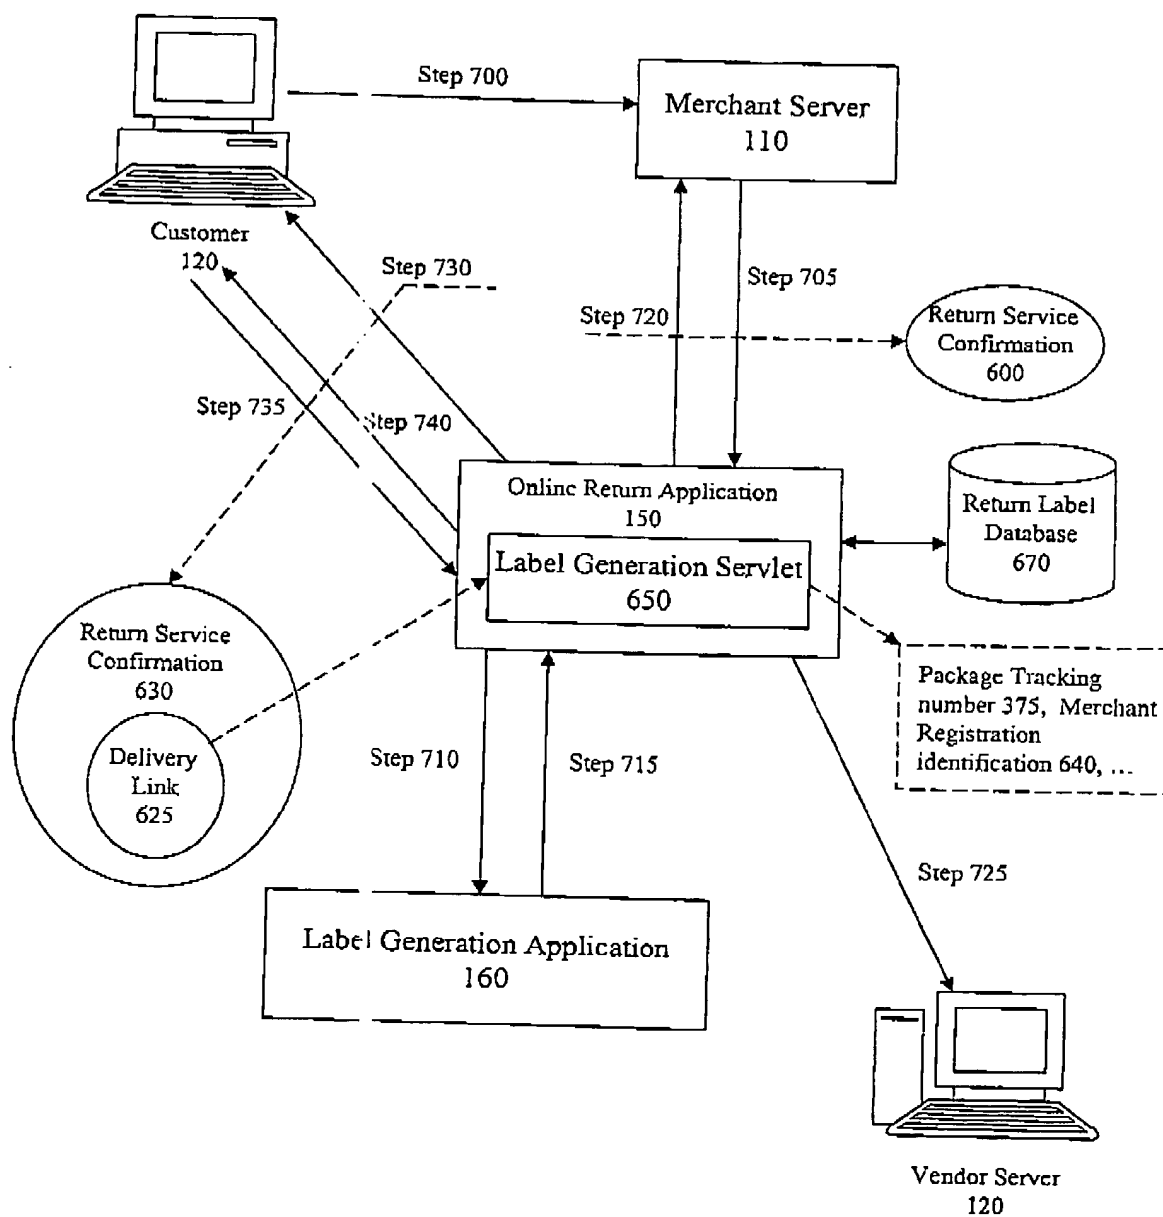 Step 700
Merchant Server
110
Customer
120
Step 730
Step 705
Step 720
Return Service
Confirmation
600
Step 735
Step 740
Online Return Application
150
Return Label
Database
670
Label Generation Servlet
650
Return Service
Confirmation
630
Package Tracking
number 375, Merchant
Registration
identification 640, ...
Delivery
Link
625
Step 710
Step 715
Step 725
Label Generation Application
160
Vendor Server
120